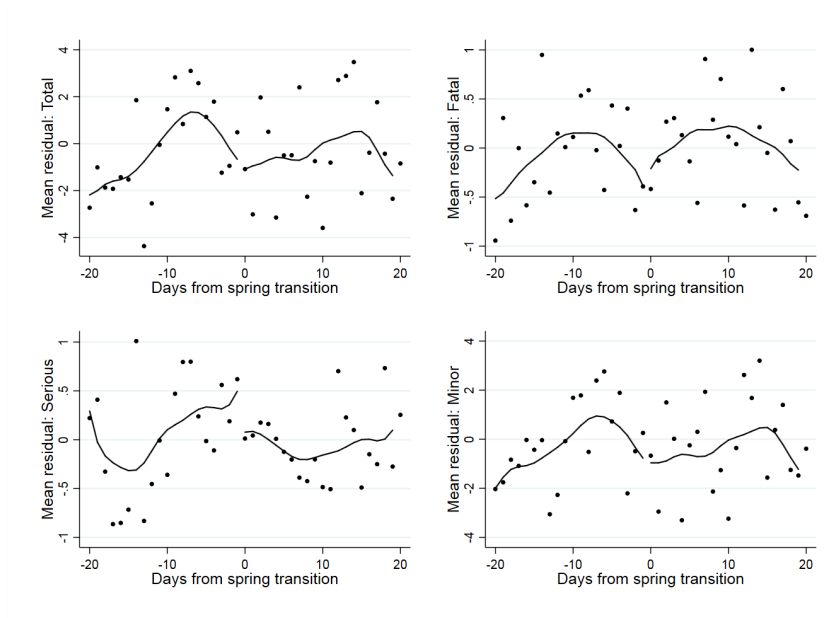 Mean residual: Total
4
2
0
-2
-4
-20 -10 0 10 20
Days from spring transition
Mean residual: Fatal
1
.5
0
-.5
-1
-20 -10 0 10 20
Days from spring transition
Mean residual: Serious
1
.5
0
-.5
-1
-20 -10 0 10 20
Days from spring transition
Mean residual: Minor
4
2
0
-2
-4
-20 -10 0 10 20
Days from spring transition